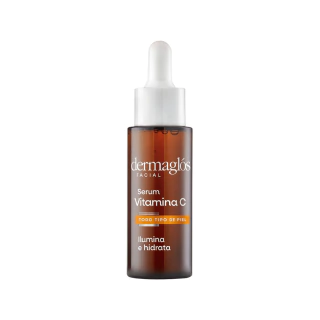 dermaglós
FACIAL
Serum
Vitamina C
TODO TIPO DE PIEL
Ilumina
e hidrata